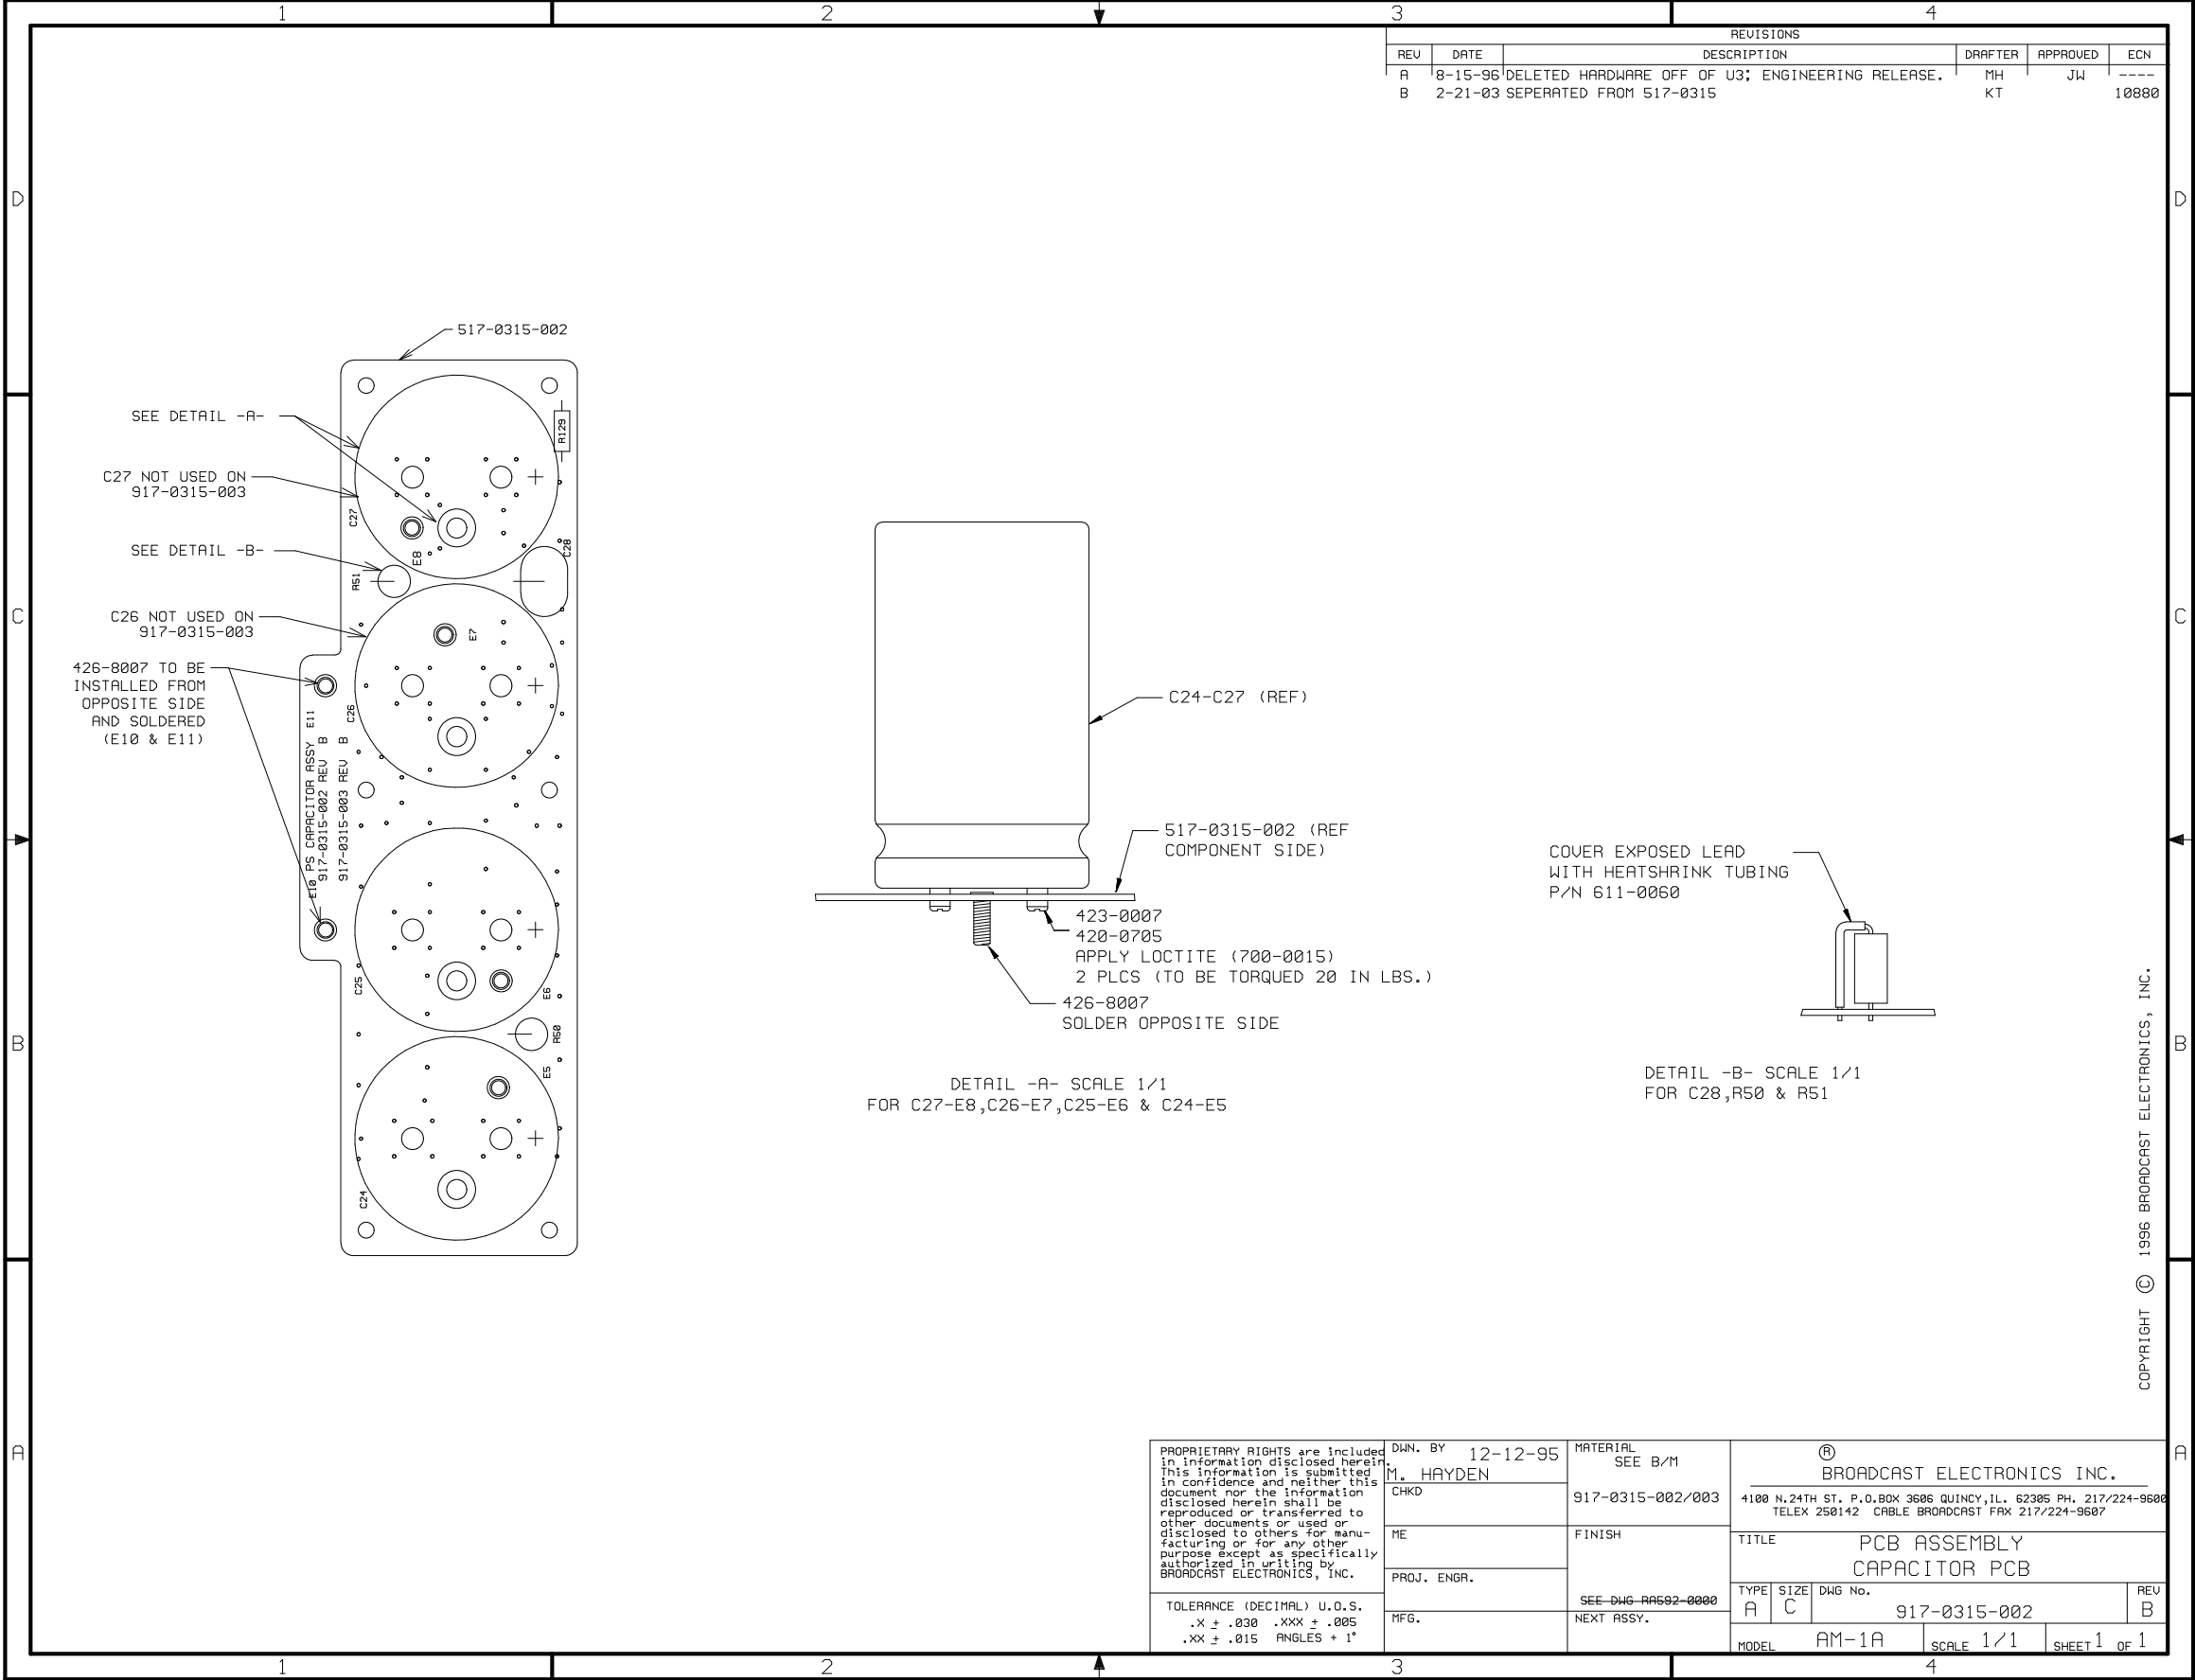 1 2 3 4
REVISIONS
REV DATE DESCRIPTION DRAFTER APPROVED ECN
A 8-15-96 DELETED HARDWARE OFF OF U3; ENGINEERING RELEASE. MH JW ----
B 2-21-03 SEPERATED FROM 517-0315 KT 10880
D D
517-0315-002
SEE DETAIL -A-
R129
C27 NOT USED ON
917-0315-003
C27
SEE DETAIL -B-
E8
C28
R51
C26 NOT USED ON
917-0315-003
E7
C C
426-8007 TO BE
INSTALLED FROM
OPPOSITE SIDE
AND SOLDERED
(E10 & E11)
E11
C26
PS CAPACITOR ASSY
917-0315-002 REV B
917-0315-003 REV B
E10
C25
E6
R50
E5
C24
C24-C27 (REF)
517-0315-002 (REF
COMPONENT SIDE)
423-0007
420-0705
APPLY LOCTITE (700-0015)
2 PLCS (TO BE TORQUED 20 IN LBS.)
426-8007
SOLDER OPPOSITE SIDE
DETAIL -A- SCALE 1/1
FOR C27-E8,C26-E7,C25-E6 & C24-E5
COVER EXPOSED LEAD
WITH HEATSHRINK TUBING
P/N 611-0060
DETAIL -B- SCALE 1/1
FOR C28,R50 & R51
B B
COPYRIGHT © 1996 BROADCAST ELECTRONICS, INC.
A A
PROPRIETARY RIGHTS are included
in information disclosed herein.
This information is submitted
in confidence and neither this
document nor the information
disclosed herein shall be
reproduced or transferred to
other documents or used or
disclosed to others for manu-
facturing or for any other
purpose except as specifically
authorized in writing by
BROADCAST ELECTRONICS, INC.
TOLERANCE (DECIMAL) U.O.S.
.X ± .030 .XXX ± .005
.XX ± .015 ANGLES + 1°
DWN. BY 12-12-95
M. HAYDEN
CHKD
ME
PROJ. ENGR.
MFG.
MATERIAL
SEE B/M
917-0315-002/003
FINISH
SEE DWG RA592-0000
NEXT ASSY.
®
BROADCAST ELECTRONICS INC.
4100 N.24TH ST. P.O.BOX 3606 QUINCY,IL. 62305 PH. 217/224-9600
TELEX 250142 CABLE BROADCAST FAX 217/224-9607
TITLE PCB ASSEMBLY
CAPACITOR PCB
TYPE SIZE DWG No. REV
A C 917-0315-002 B
MODEL AM-1A SCALE 1/1 SHEET 1 OF 1
1 2 3 4